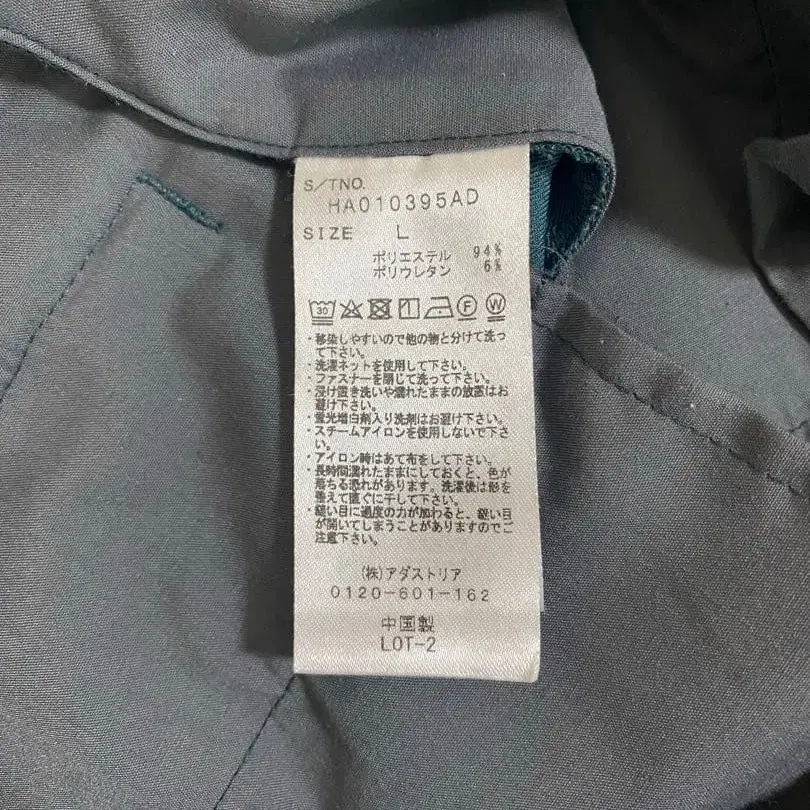 S/TNO.
HA010395AD
SIZE L
ポリエステル 94%
ポリウレタン 6%
30 F W
・移染しやすいので他の物と分けて洗っ
て下さい。
・洗濯ネットを使用して下さい。
・ファスナーを閉じて洗って下さい。
・浸け置き洗いや濡れたままの放置はお
避け下さい。
・蛍光増白剤入り洗剤はお避け下さい。
・スチームアイロンを使用しないで下さ
い。
・アイロン時はあて布をして下さい。
・長時間濡れたままにしておくと、色が
落ちる恐れがあります。洗濯後は形を
整えて直ぐに干して下さい。
・縫い目に過度の力が加わると、縫い目
が開いてしまうことがありますのでご
注意下さい。
(株)アダストリア
0120-601-162
中国製
LOT-2